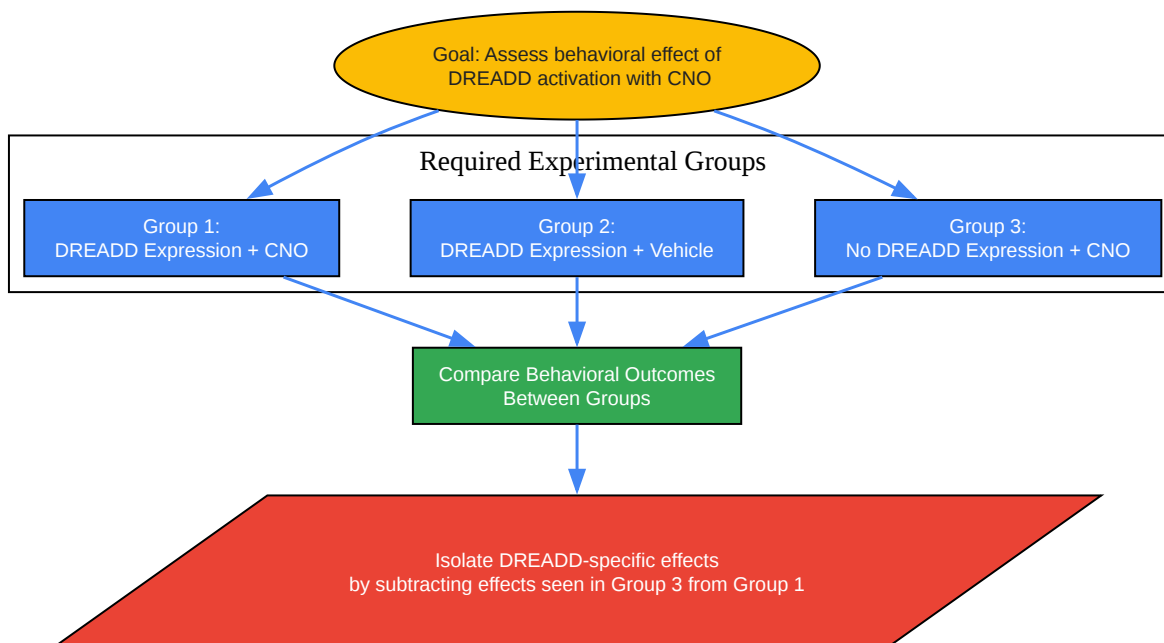 Goal: Assess behavioral effect of
DREADD activation with CNO
Required Experimental Groups
Group 1:
DREADD Expression + CNO
Group 2:
DREADD Expression + Vehicle
Group 3:
No DREADD Expression + CNO
Compare Behavioral Outcomes
Between Groups
Isolate DREADD-specific effects
by subtracting effects seen in Group 3 from Group 1